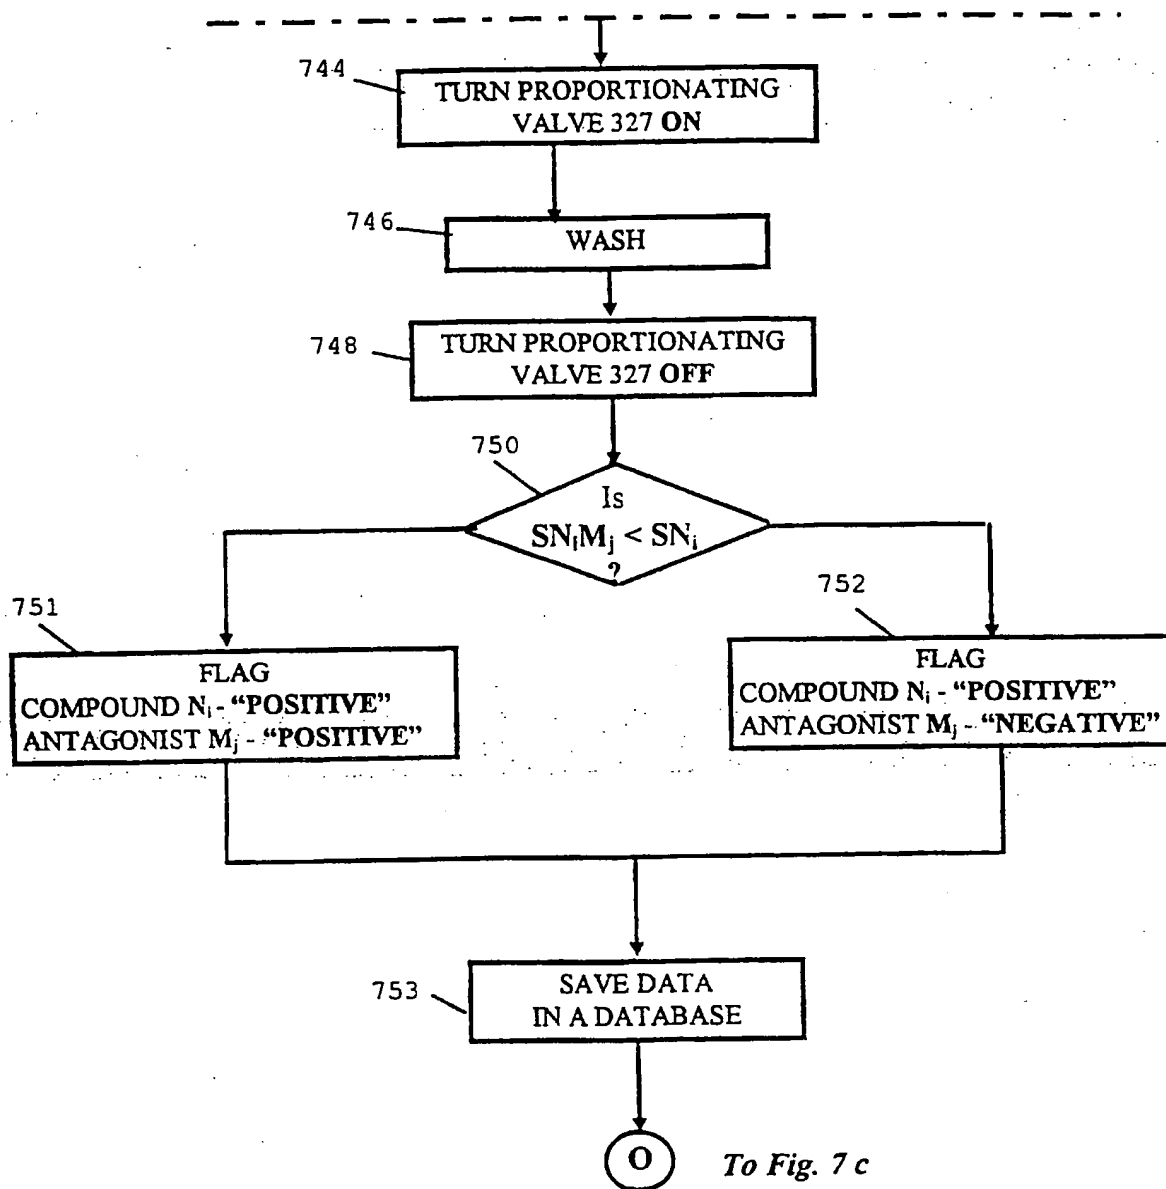 744
TURN PROPORTIONATING
VALVE 327 ON
746
WASH
748
TURN PROPORTIONATING
VALVE 327 OFF
750
Is
SNᵢMⱼ < SNᵢ
?
751
FLAG
COMPOUND Nᵢ - “POSITIVE”
ANTAGONIST Mⱼ - “POSITIVE”
752
FLAG
COMPOUND Nᵢ - “POSITIVE”
ANTAGONIST Mⱼ - “NEGATIVE”
753
SAVE DATA
IN A DATABASE
O
To Fig. 7 c